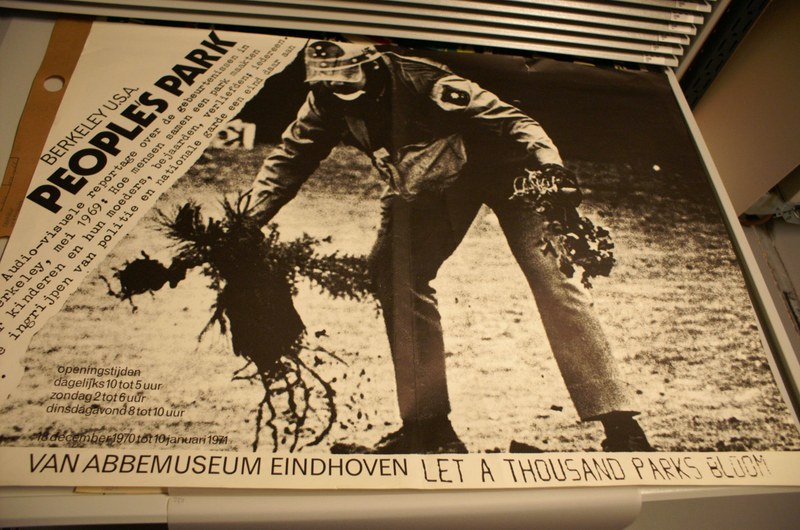 BERKELEY U.S.A.
PEOPLES PARK
Audio-visuele reportage over de gebeurtenissen in
Berkeley, mei 1969: Hoe mensen samen een park maakten
kinderen en hun moeders, bejaarden, verliefden; iedereen.
ingrijpen van politie en nationale garde een eind daar aan
openingstijden
dagelijks 10 tot 5 uur
zondag 2 tot 6 uur
dinsdagavond 8 tot 10 uur
18 december 1970 tot 10 januari 1971
VAN ABBEMUSEUM EINDHOVEN LET A THOUSAND PARKS BLOOM